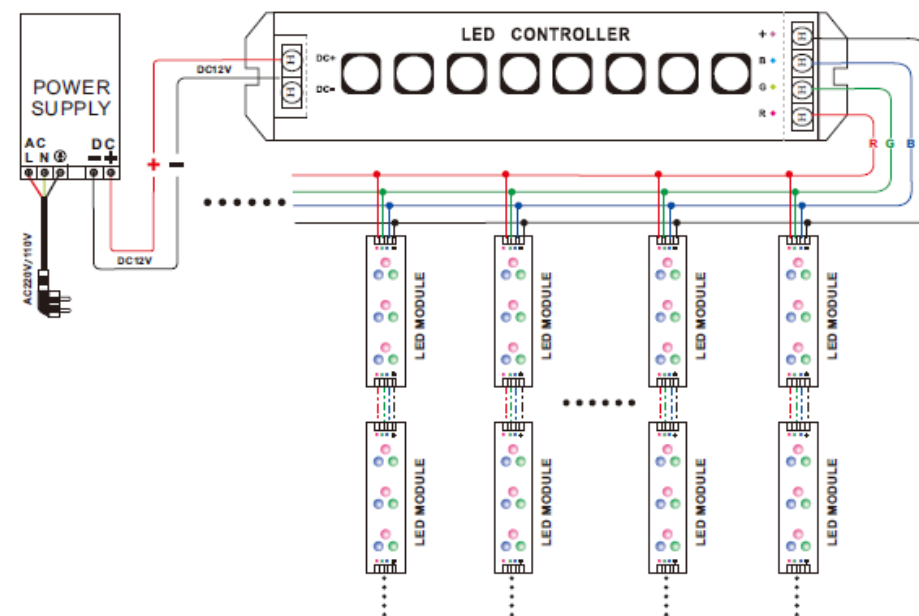 LED CONTROLLER
DC+
DC-
+
B
G
R
POWER
SUPPLY
AC
DC
L N
- +
DC12V
+ -
R G B
DC12V
AC220V/110V
LED MODULE
LED MODULE
LED MODULE
LED MODULE
LED MODULE
LED MODULE
LED MODULE
LED MODULE